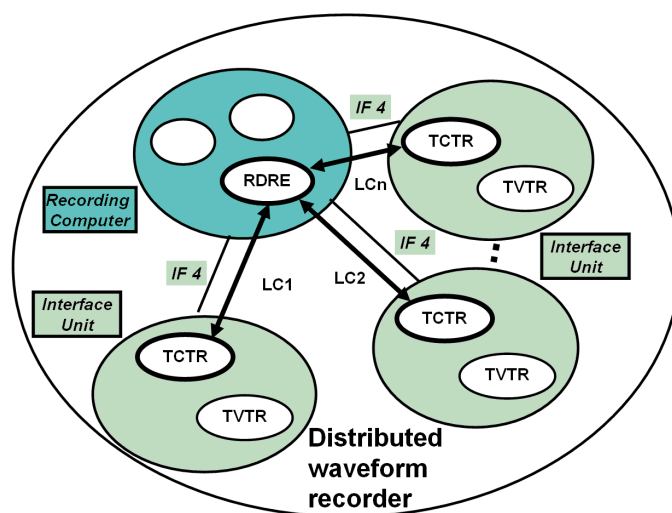 IF 4
TCTR
RDRE
LCn
TVTR
Recording
Computer
IF 4
Interface
Unit
IF 4
LC1
LC2
Interface
Unit
TCTR
TCTR
TVTR
TVTR
Distributed
waveform
recorder